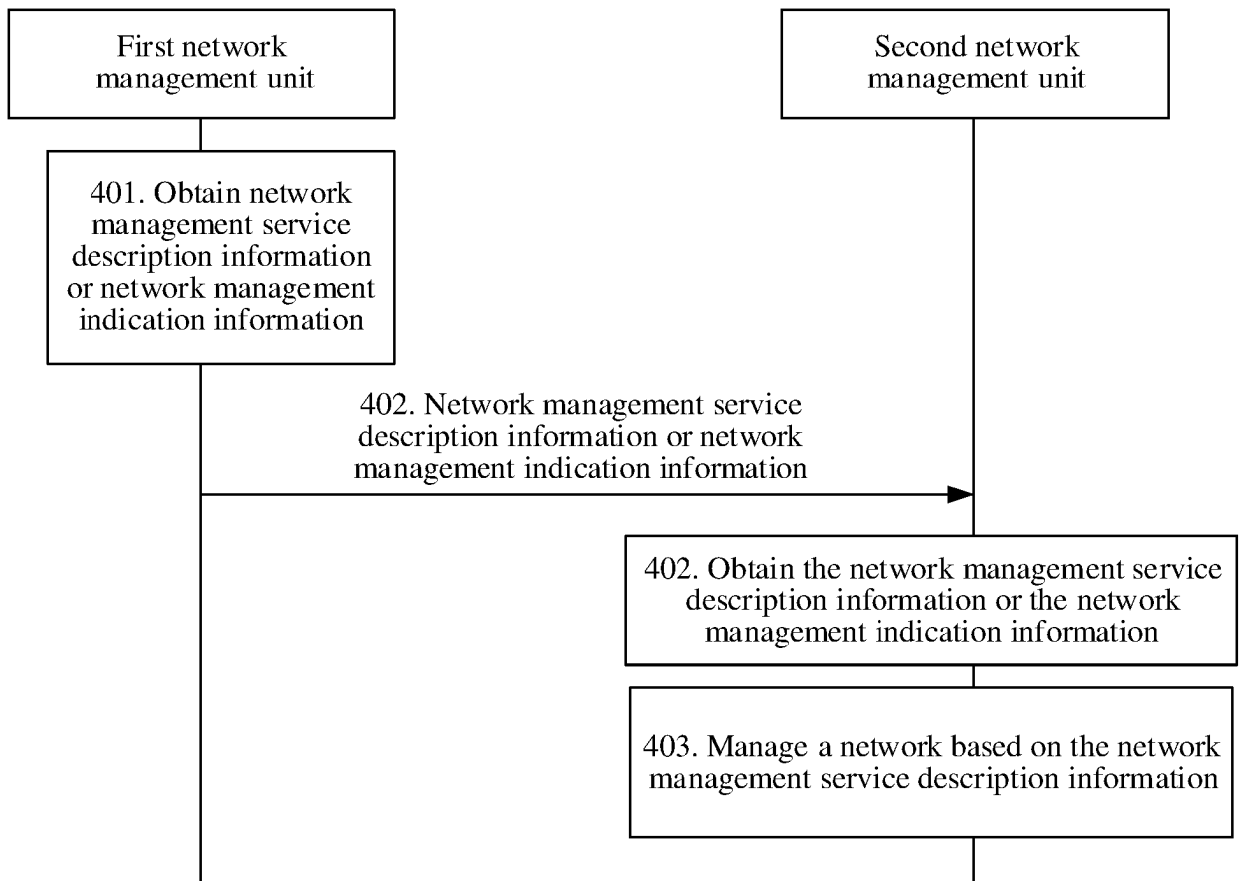 First network
management unit
Second network
management unit
401. Obtain network
management service
description information
or network management
indication information
402. Network management service
description information or network
management indication information
402. Obtain the network management service
description information or the network
management indication information
403. Manage a network based on the network
management service description information